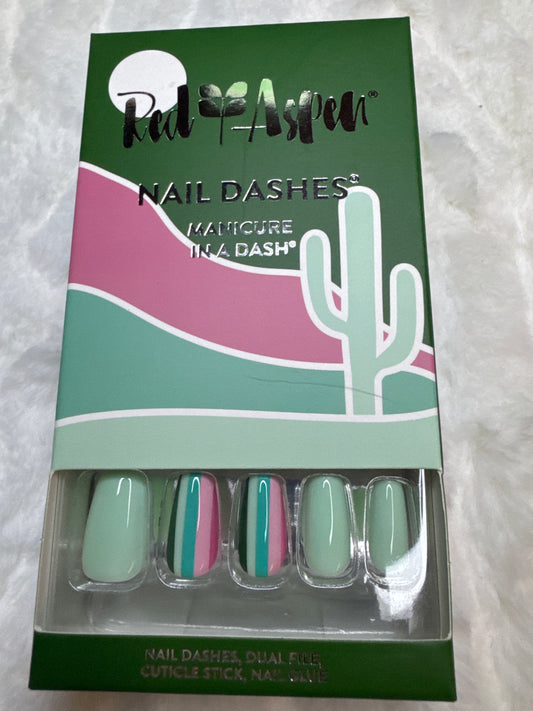 Red Aspen®
NAIL DASHES®
MANICURE
IN A DASH®
NAIL DASHES, DUAL FILE,
CUTICLE STICK, NAIL GLUE